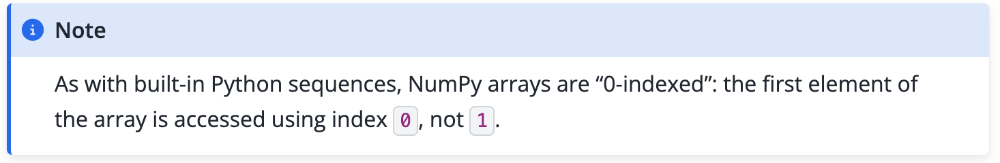 Note
As with built-in Python sequences, NumPy arrays are “0-indexed”: the first element of
the array is accessed using index 0, not 1.